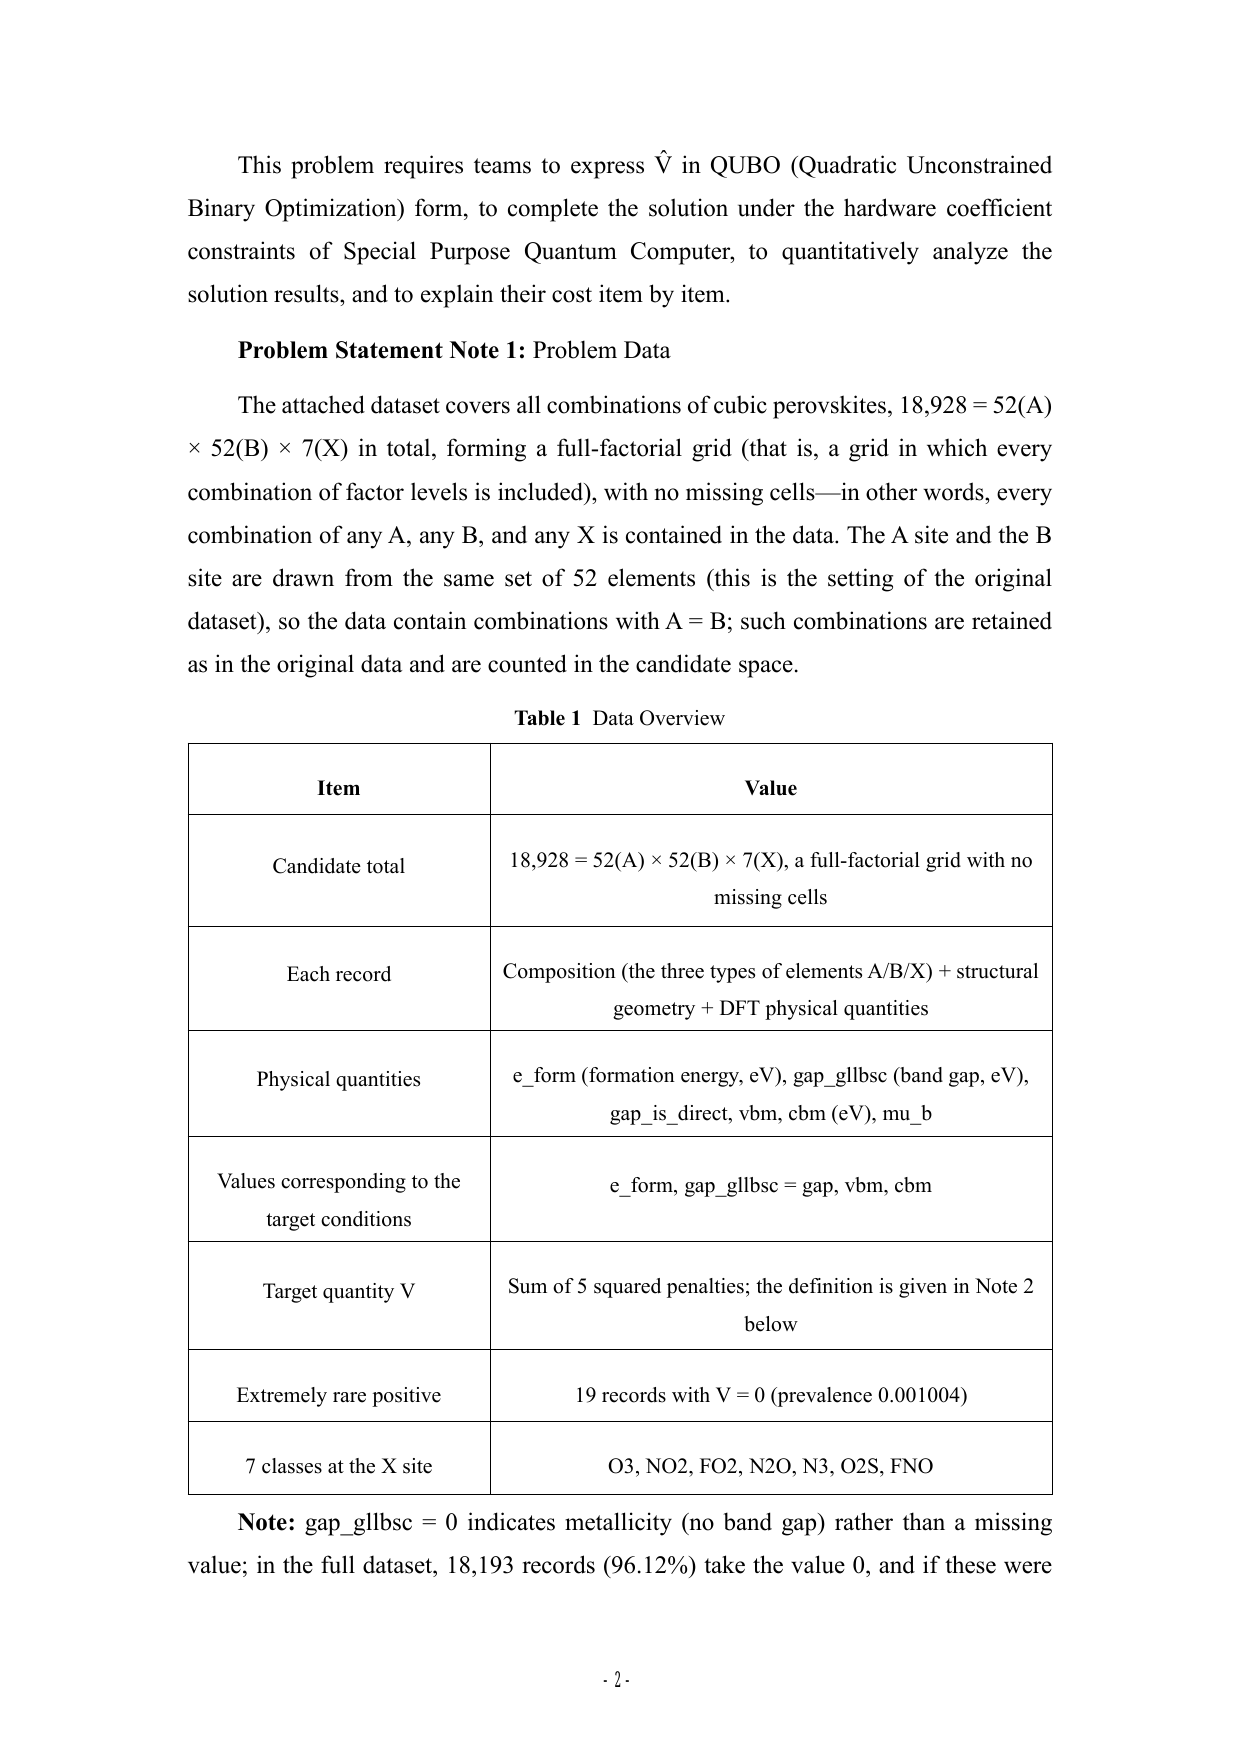 This problem requires teams to express V̂ in QUBO (Quadratic Unconstrained
Binary Optimization) form, to complete the solution under the hardware coefficient
constraints of Special Purpose Quantum Computer, to quantitatively analyze the
solution results, and to explain their cost item by item.
Problem Statement Note 1: Problem Data
The attached dataset covers all combinations of cubic perovskites, 18,928 = 52(A)
× 52(B) × 7(X) in total, forming a full-factorial grid (that is, a grid in which every
combination of factor levels is included), with no missing cells—in other words, every
combination of any A, any B, and any X is contained in the data. The A site and the B
site are drawn from the same set of 52 elements (this is the setting of the original
dataset), so the data contain combinations with A = B; such combinations are retained
as in the original data and are counted in the candidate space.
Table 1 Data Overview
Item
Value
Candidate total
18,928 = 52(A) × 52(B) × 7(X), a full-factorial grid with no
missing cells
Each record
Composition (the three types of elements A/B/X) + structural
geometry + DFT physical quantities
Physical quantities
e_form (formation energy, eV), gap_gllbsc (band gap, eV),
gap_is_direct, vbm, cbm (eV), mu_b
Values corresponding to the
target conditions
e_form, gap_gllbsc = gap, vbm, cbm
Target quantity V
Sum of 5 squared penalties; the definition is given in Note 2
below
Extremely rare positive
19 records with V = 0 (prevalence 0.001004)
7 classes at the X site
O3, NO2, FO2, N2O, N3, O2S, FNO
Note: gap_gllbsc = 0 indicates metallicity (no band gap) rather than a missing
value; in the full dataset, 18,193 records (96.12%) take the value 0, and if these were
- 2 -